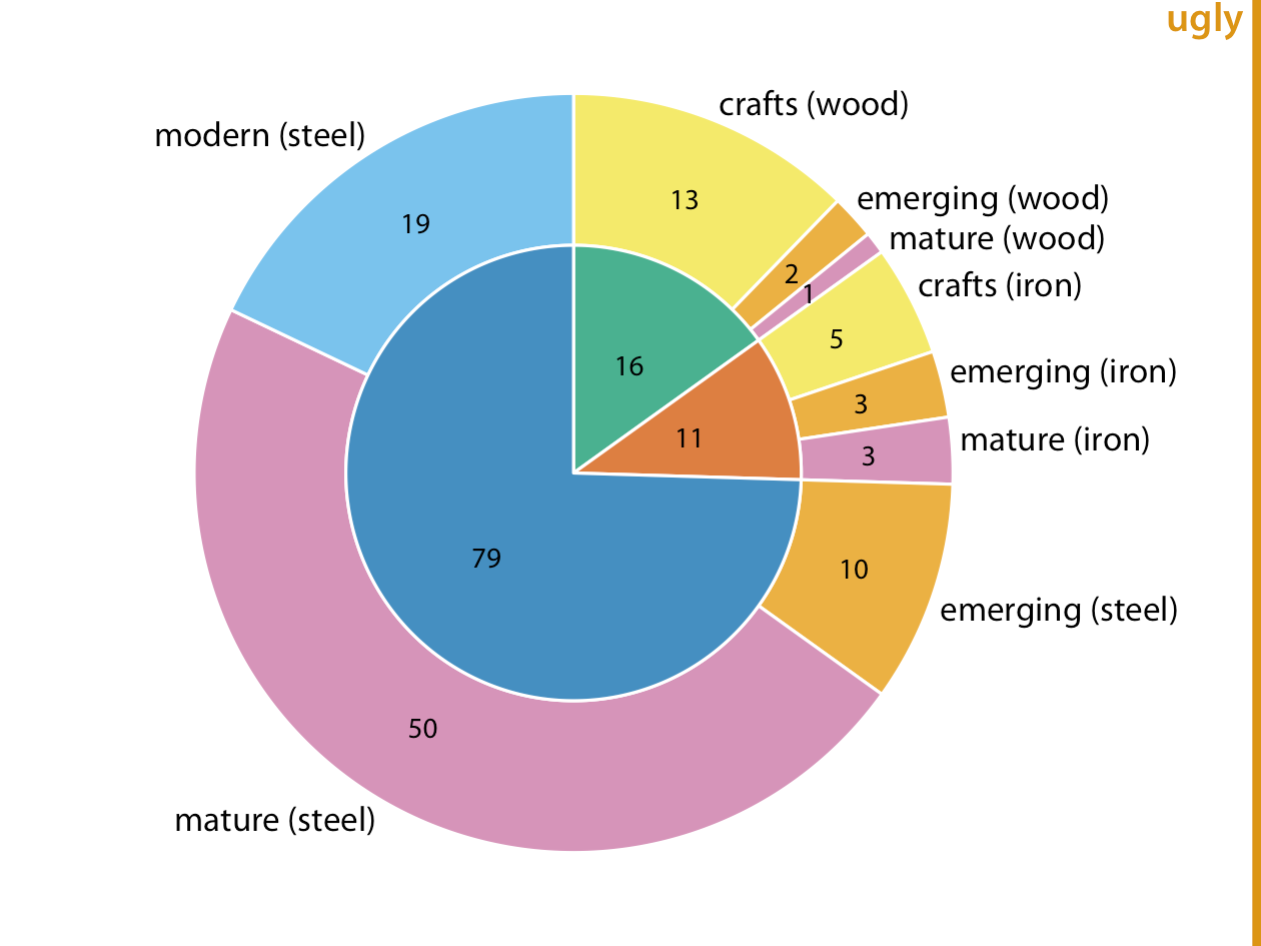 ugly
crafts (wood)
modern (steel)
emerging (wood)
13
19
mature (wood)
2
crafts (iron)
1
5
16
emerging (iron)
3
11
mature (iron)
3
79
10
emerging (steel)
50
mature (steel)